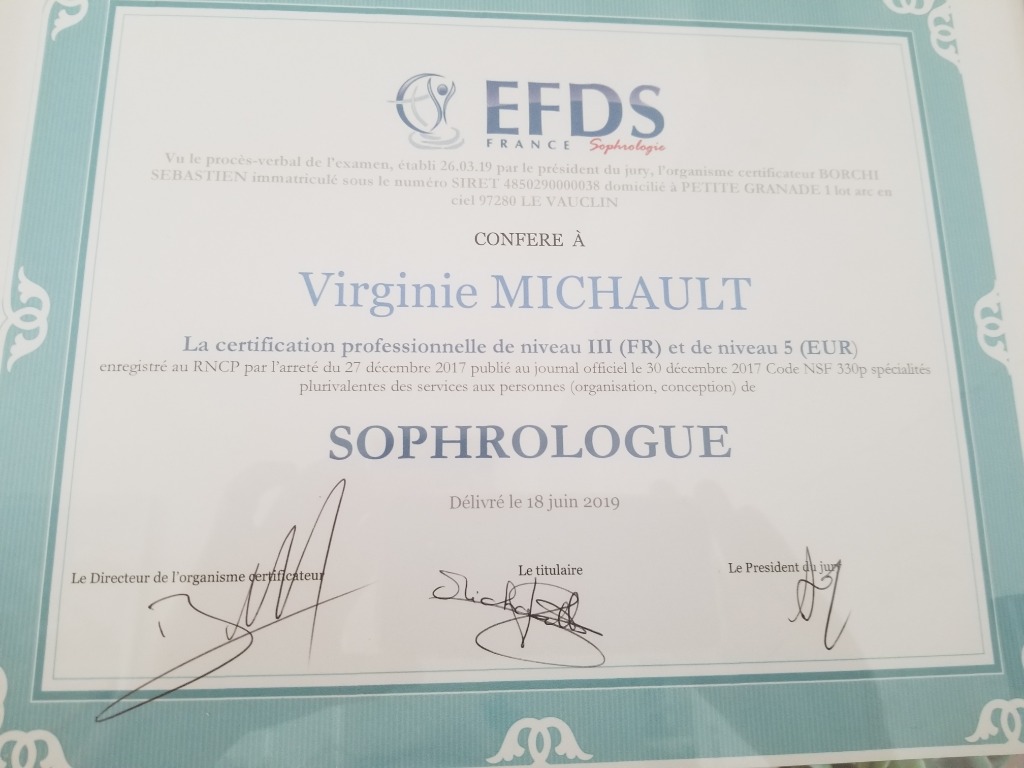 EFDS
FRANCE Sophrologie
Vu le procès-verbal de l'examen, établi 26.03.19 par le président du jury, l'organisme certificateur BORCHI
SEBASTIEN immatriculé sous le numéro SIRET 4850290000038 domicilié à PETITE GRANADE 1 lot arc en
ciel 97280 LE VAUCLIN
CONFERE À
Virginie MICHAULT
La certification professionnelle de niveau III (FR) et de niveau 5 (EUR)
enregistré au RNCP par l'arreté du 27 décembre 2017 publié au journal officiel le 30 décembre 2017 Code NSF 330p spécialités
plurivalentes des services aux personnes (organisation, conception) de
SOPHROLOGUE
Délivré le 18 juin 2019
Le Directeur de l'organisme certificateur
Le titulaire
Le President du jury